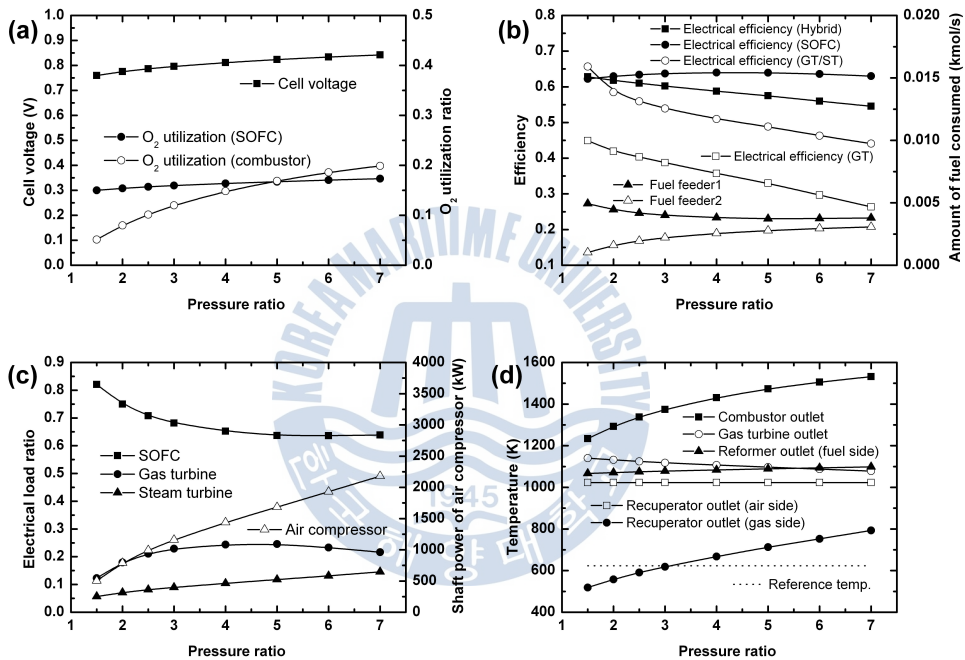 (a)
Cell voltage (V)
0.9
0.8
0.7
0.6
0.5
0.4
0.3
0.2
0.1
0.0
0.5
0.4
0.3
0.2
0.1
0.0
O2 utilization ratio
Cell voltage
O2 utilization (SOFC)
O2 utilization (combustor)
1 2 3 4 5 6 7
Pressure ratio
(b)
Efficiency
0.8
0.7
0.6
0.5
0.4
0.3
0.2
0.1
0.020
0.015
0.010
0.005
0.000
Amount of fuel consumed (kmol/s)
Electrical efficiency (Hybrid)
Electrical efficiency (SOFC)
Electrical efficiency (GT/ST)
Electrical efficiency (GT)
Fuel feeder1
Fuel feeder2
1 2 3 4 5 6 7
Pressure ratio
(c)
Electrical load ratio
0.9
0.8
0.7
0.6
0.5
0.4
0.3
0.2
0.1
0.0
4000
3500
3000
2500
2000
1500
1000
500
0
Shaft power of air compressor (kW)
SOFC
Gas turbine
Steam turbine
Air compressor
1 2 3 4 5 6 7
Pressure ratio
(d)
Temperature (K)
1600
1400
1200
1000
800
600
400
Combustor outlet
Gas turbine outlet
Reformer outlet (fuel side)
Recuperator outlet (air side)
Recuperator outlet (gas side)
Reference temp.
1 2 3 4 5 6 7
Pressure ratio
KOREA MARITIME UNIVERSITY
1945